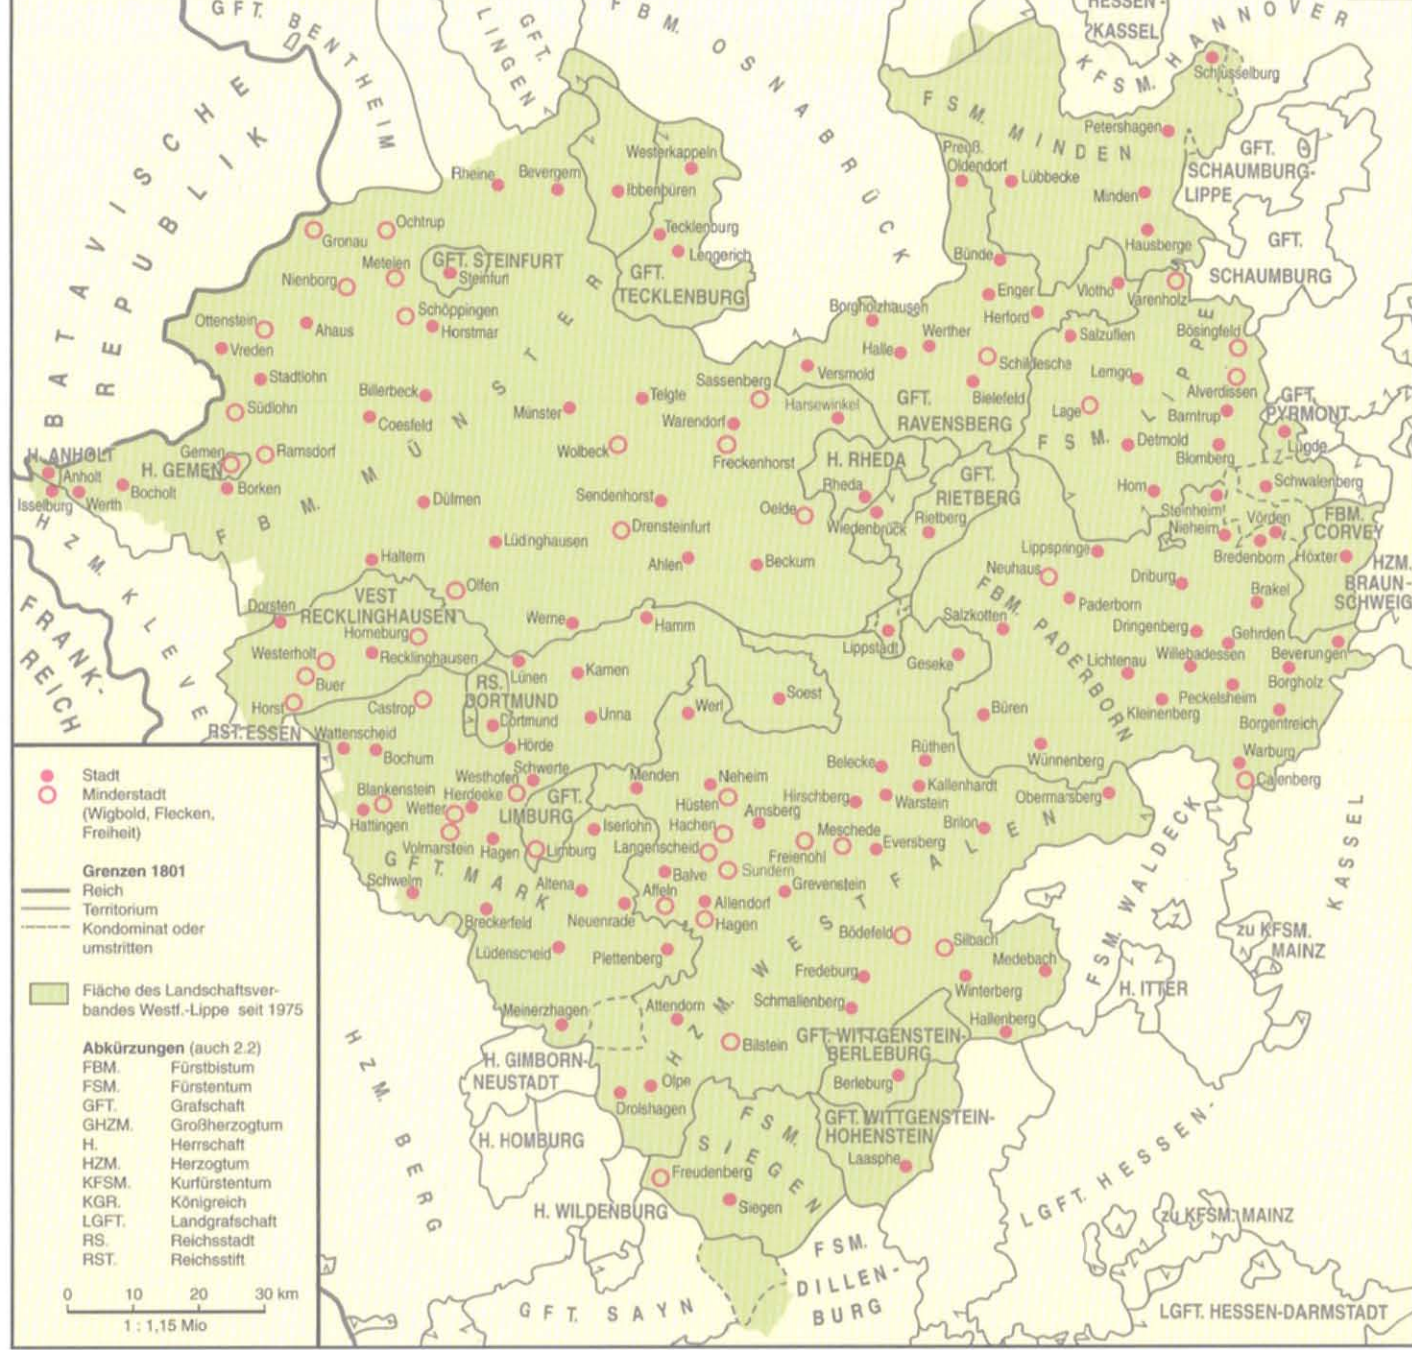 GFT. BENTHEIM
GFT.
LINGEN
FBM. OSNABRÜCK
HESSEN-
KASSEL
KFSM. HANNOVER
Schlüsselburg
FSM. MINDEN
Petershagen
GFT.
SCHAUMBURG-
LIPPE
BATAVISCHE
REPUBLIK
Westerkappeln
Preuß.
Oldendorf
Lübbecke
Minden
Rheine
Bevergern
Ibbenbüren
Tecklenburg
Lengerich
GFT.
TECKLENBURG
Hausberge
GFT.
SCHAUMBURG
Gronau
Ochtrup
Metelen
GFT. STEINFURT
Steinfurt
Nienborg
Schöppingen
Horstmar
Ottenstein
Ahaus
Vreden
Bünde
Enger
Vlotho
Varenholz
Herford
Borgholzhausen
Werther
Halle
Schildesche
Salzuflen
Bösingfeld
Stadtlohn
Südlohn
Billerbeck
Coesfeld
Münster
Telgte
Sassenberg
Versmold
Harsewinkel
Warendorf
Freckenhorst
Wolbeck
GFT.
RAVENSBERG
Bielefeld
Lemgo
Lage
Alverdissen
Barntrup
FSM. LIPPE
Detmold
Blomberg
GFT.
PYRMONT
Lügde
H. ANHOLT
Anholt
Isselburg
Werth
Bocholt
Gemen
H. GEMEN
Ramsdorf
Borken
FBM. MÜNSTER
Dülmen
Sendenhorst
Drensteinfurt
Oelde
H. RHEDA
Rheda
Wiedenbrück
GFT.
RIETBERG
Rietberg
Horn
Schwalenberg
Steinheim
Nieheim
Vörden
Bredenborn
FBM.
CORVEY
Höxter
HZM.
BRAUN-
SCHWEIG
HZM. KLEVE
FRANK-
REICH
Lüdinghausen
Haltern
Olfen
Ahlen
Beckum
Lippspringe
Neuhaus
Driburg
Brakel
Paderborn
Dorsten
VEST
RECKLINGHAUSEN
Horneburg
Westerholt
Recklinghausen
Buer
Horst
Castrop
Werne
Hamm
Lippstadt
Salzkotten
Geseke
FBM. PADERBORN
Dringenberg
Gehrden
Lichtenau
Willebadessen
Beverungen
Peckelsheim
Borgholz
Kleinenberg
Borgentreich
Lünen
Kamen
RS.
DORTMUND
Dortmund
Unna
Werl
Soest
Büren
Wünnenberg
Warburg
Calenberg
RST. ESSEN
Wattenscheid
Bochum
Hörde
Schwerte
Westhofen
Herdecke
Blankenstein
Wetter
Hattingen
Volmarstein
Hagen
GFT.
LIMBURG
Limburg
Iserlohn
Menden
Neheim
Hüsten
Arnsberg
Hachen
Langenscheid
Belecke
Rüthen
Hirschberg
Kallenhardt
Warstein
Obermarsberg
Brilon
Meschede
Freienohl
Eversberg
Sundern
GFT. MARK
Schwelm
Breckerfeld
Altena
Neuenrade
Balve
Affeln
Allendorf
Hagen
Grevenstein
Lüdenscheid
Plettenberg
Bödefeld
Silbach
Fredeburg
Winterberg
Medebach
Schmallenberg
Hallenberg
HZM. WESTFALEN
FSM. WALDECK
KASSEL
zu KFSM.
MAINZ
H. ITTER
Meinerzhagen
Attendorn
Bilstein
GFT. WITTGENSTEIN-
BERLEBURG
Berleburg
GFT. WITTGENSTEIN-
HOHENSTEIN
Laasphe
H. GIMBORN-
NEUSTADT
Olpe
Drolshagen
H. HOMBURG
FSM.
SIEGEN
Freudenberg
Siegen
H. WILDENBURG
FSM.
DILLEN-
BURG
GFT. SAYN
HZM. BERG
LGFT. HESSEN-
zu KFSM. MAINZ
LGFT. HESSEN-DARMSTADT
Stadt
Minderstadt
(Wigbold, Flecken,
Freiheit)
Grenzen 1801
Reich
Territorium
Kondominat oder
umstritten
Fläche des Landschaftsver-
bandes Westf.-Lippe seit 1975
Abkürzungen (auch 2.2)
FBM. Fürstbistum
FSM. Fürstentum
GFT. Grafschaft
GHZM. Großherzogtum
H. Herrschaft
HZM. Herzogtum
KFSM. Kurfürstentum
KGR. Königreich
LGFT. Landgrafschaft
RS. Reichsstadt
RST. Reichsstift
0 10 20 30 km
1 : 1,15 Mio